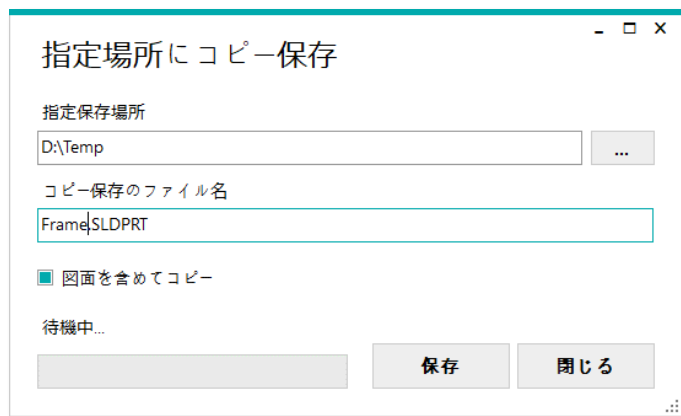 指定場所にコピー保存
指定保存場所
D:\Temp
...
コピー保存のファイル名
Frame.SLDPRT
図面を含めてコピー
待機中...
保存
閉じる